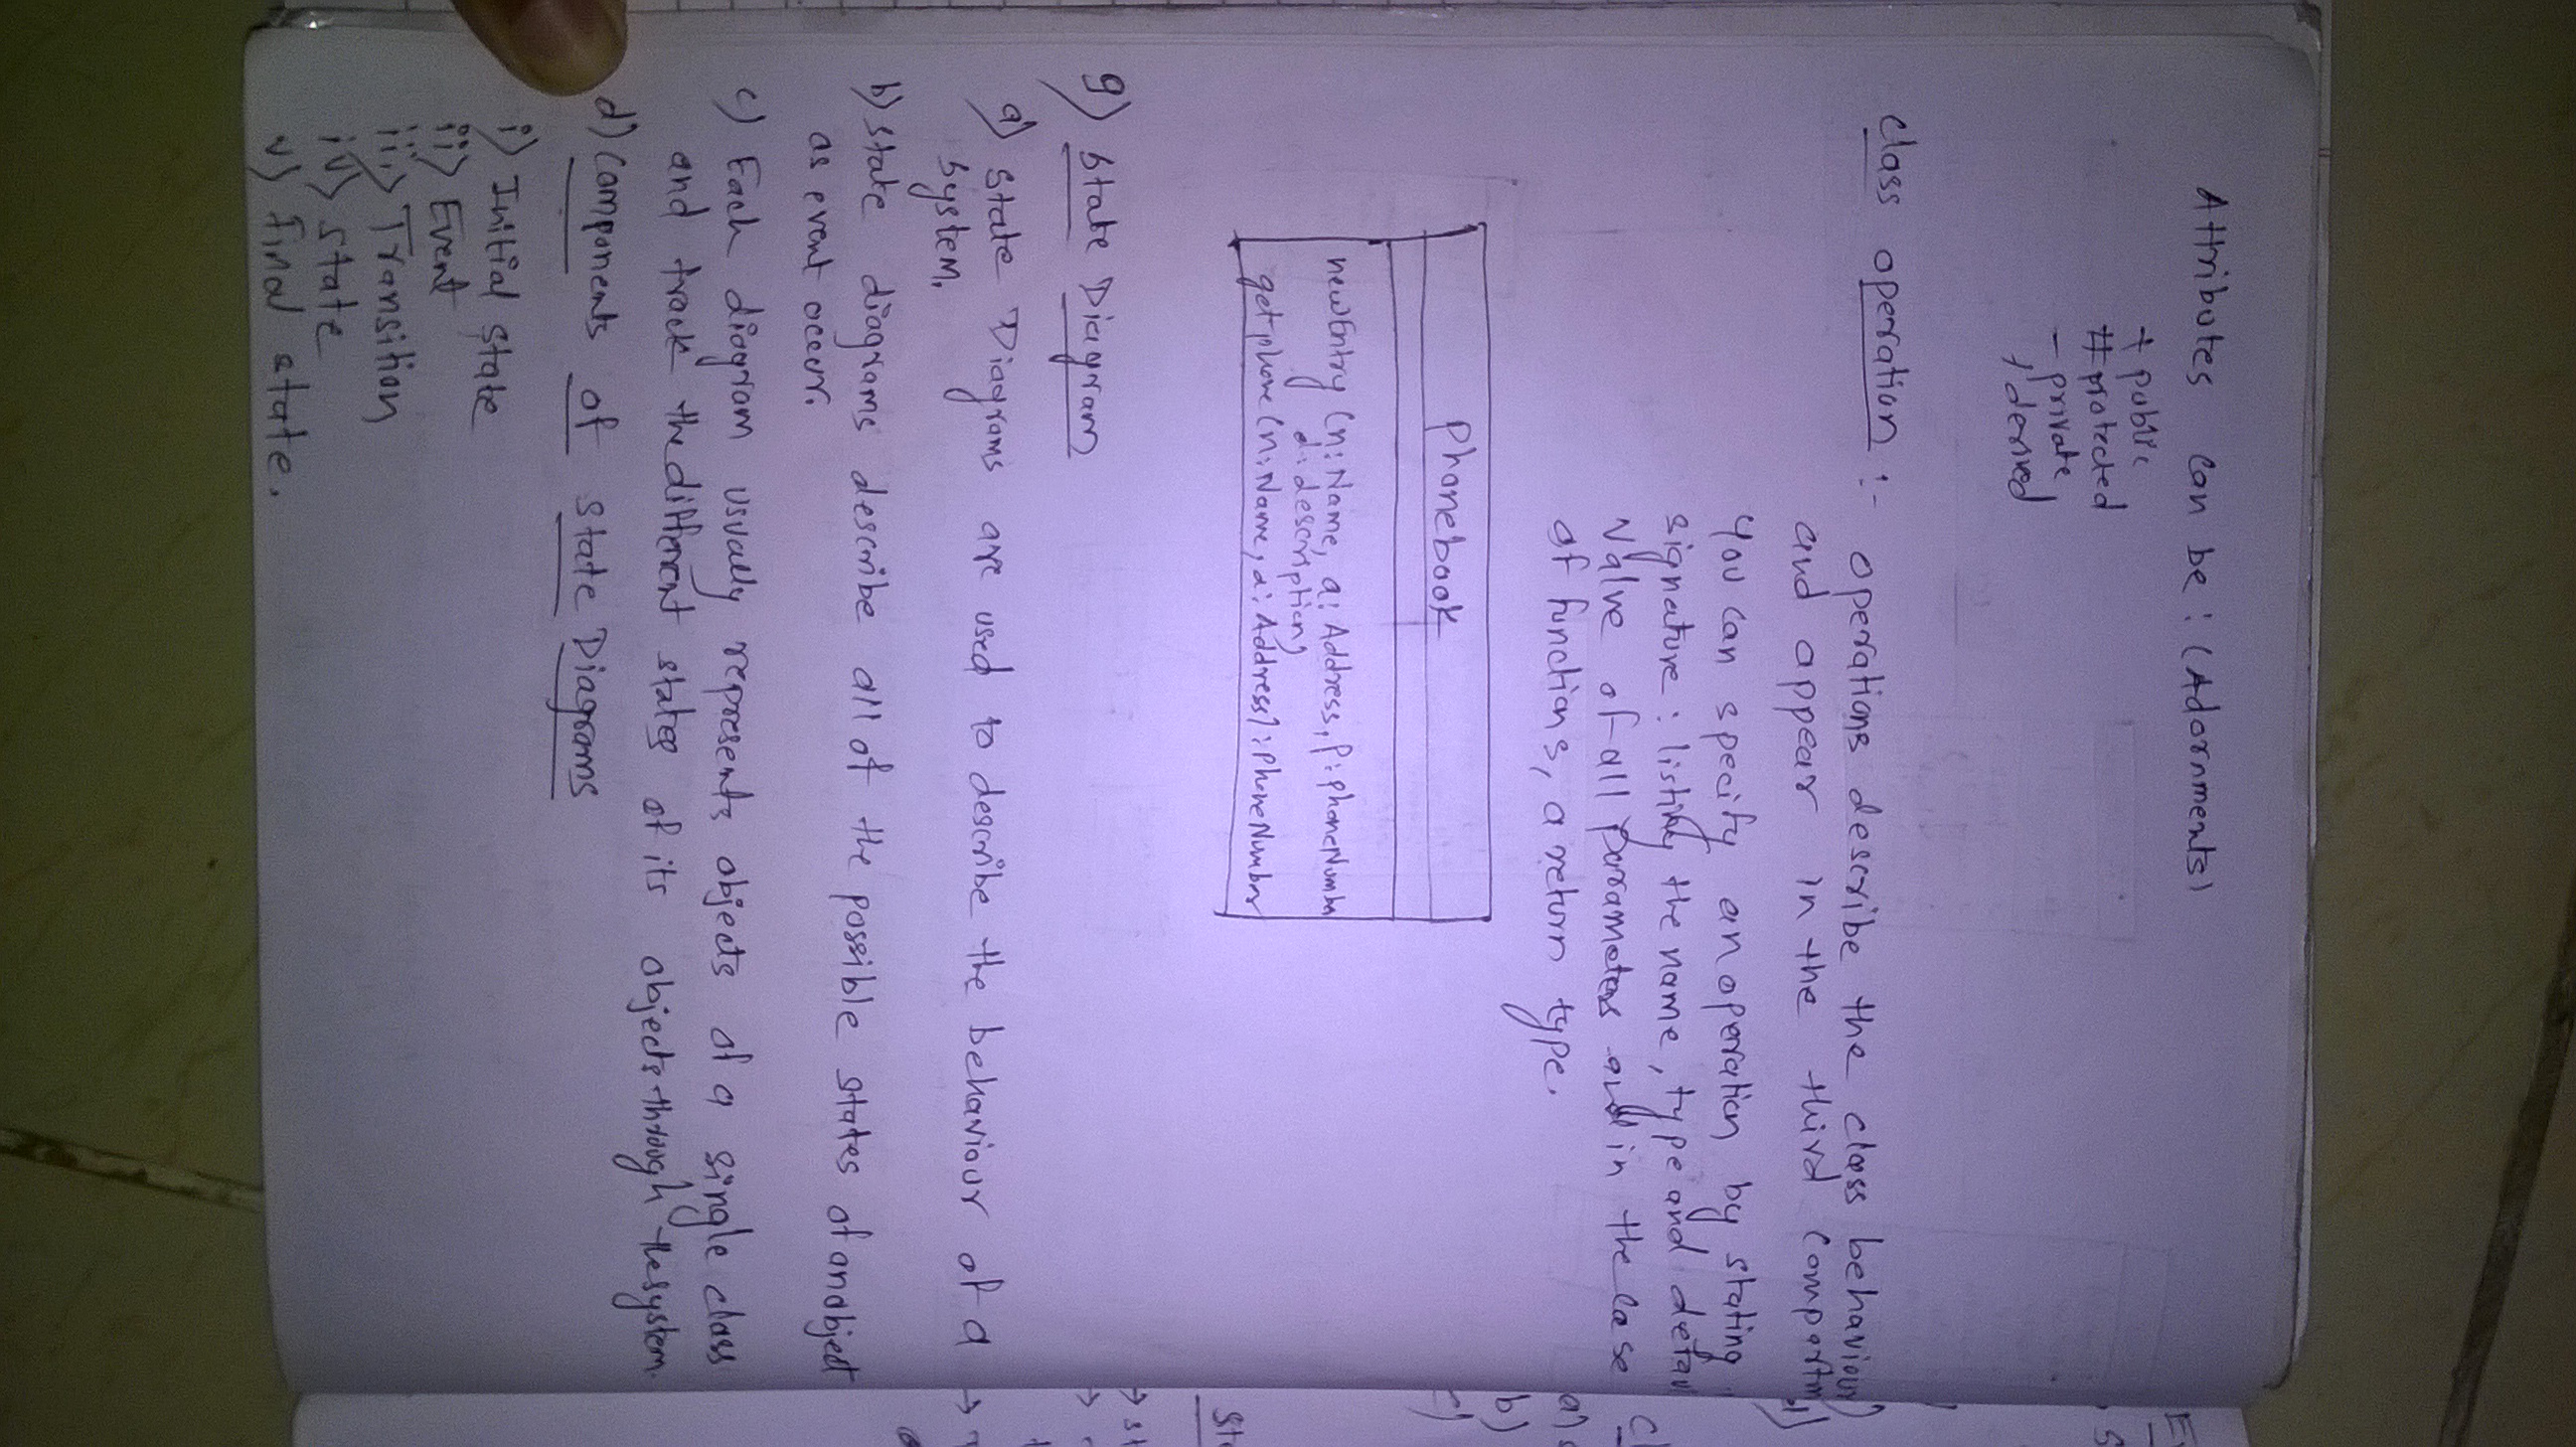 Attributes can be : (Adornments)
+ public
# protected
- private
, derived
class operation :- operations describe the class behaviour
and appear in the third compartm
you can specify an operation by stating
signature : listing the name, type and defau
value of all parameters and in the case
of functions, a return type.
Phonebook
newEntry (n:Name, a: Address, P: phoneNumbr
d: description)
getphone (n:Name, a: Address) : PhoneNumber
g) State Diagram
a) State Diagrams are used to describe the behaviour of a
System.
b) state diagrams describe all of the possible states of an object
as event occur.
c) Each diagram usually represents objects of a single class
and track the different states of its objects through the system.
d) Components of State Diagrams
i) Initial state
ii) Event
iii) Transition
iv) state
v) final state.